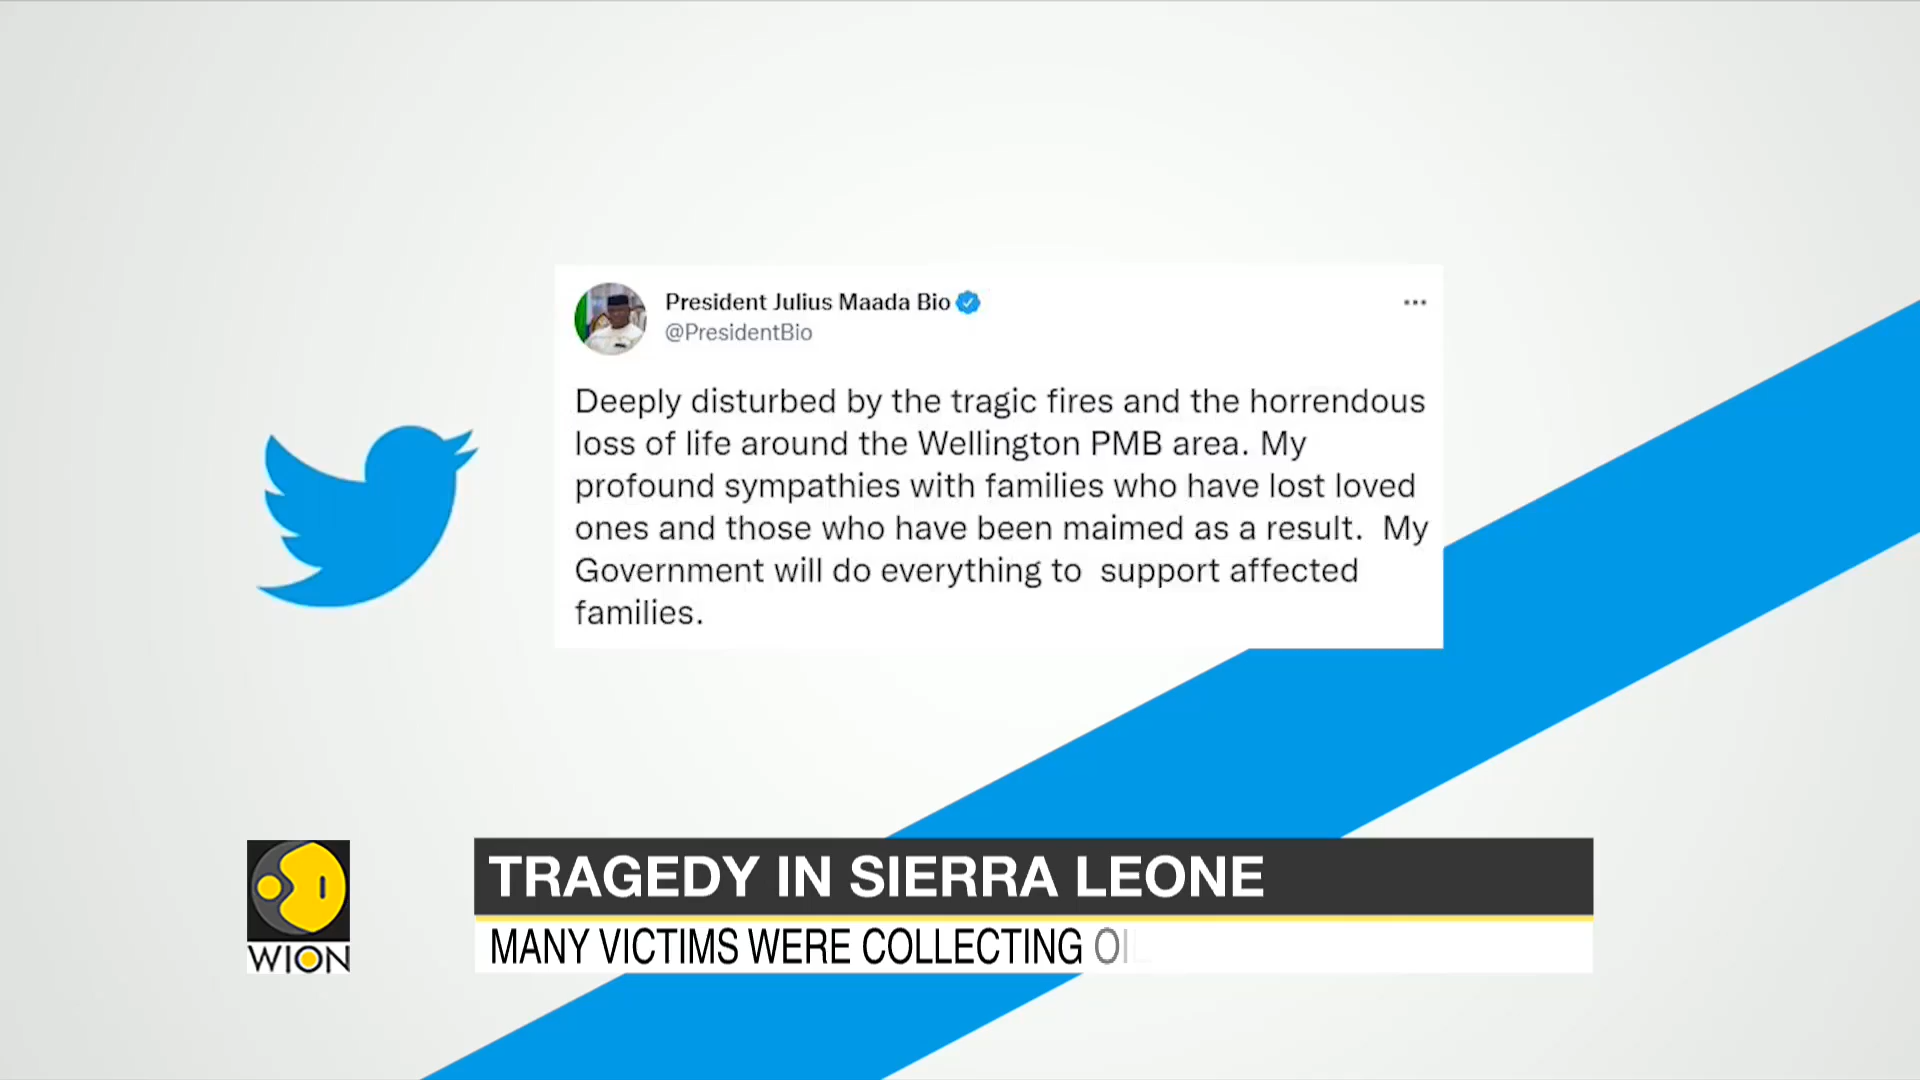 President Julius Maada Bio
@PresidentBio
Deeply disturbed by the tragic fires and the horrendous
loss of life around the Wellington PMB area. My
profound sympathies with families who have lost loved
ones and those who have been maimed as a result. My
Government will do everything to support affected
families.
TRAGEDY IN SIERRA LEONE
MANY VICTIMS WERE COLLECTING OIL
WION